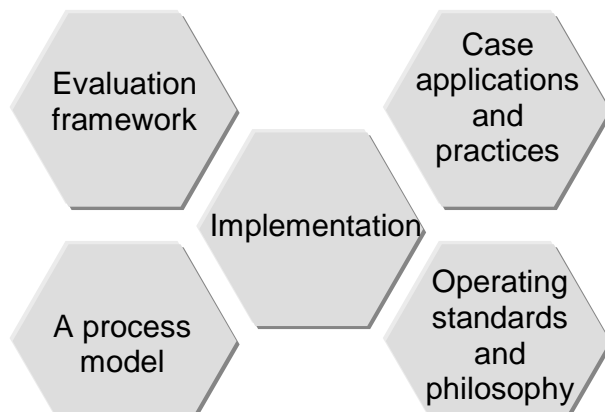 Evaluation
framework
Case
applications
and
practices
Implementation
A process
model
Operating
standards
and
philosophy